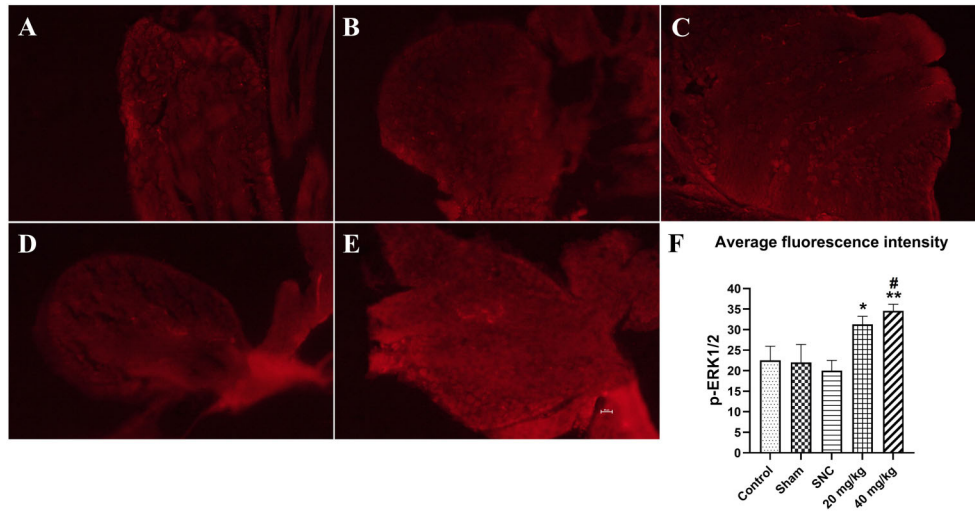 A
B
C
D
E
F
Average fluorescence intensity
p-ERK1/2
40
35
30
25
20
15
10
5
0
*
#
**
Control
Sham
SNC
20 mg/kg
40 mg/kg